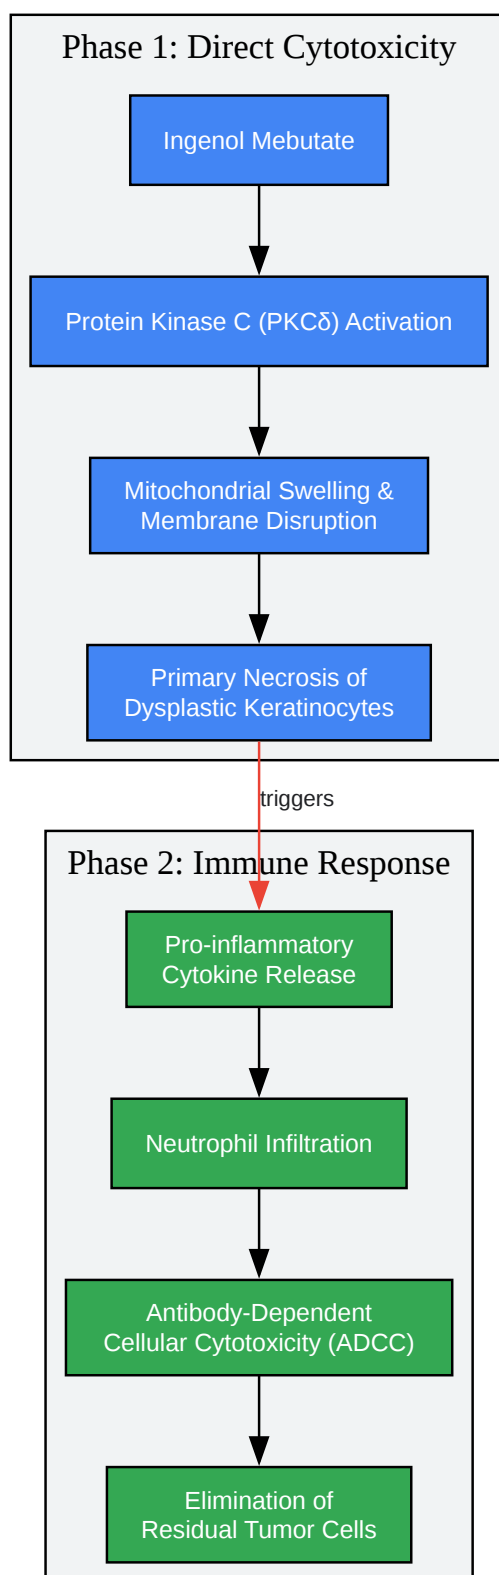 Phase 1: Direct Cytotoxicity
Ingenol Mebutate
Protein Kinase C (PKCδ) Activation
Mitochondrial Swelling &
Membrane Disruption
Primary Necrosis of
Dysplastic Keratinocytes
triggers
Phase 2: Immune Response
Pro-inflammatory
Cytokine Release
Neutrophil Infiltration
Antibody-Dependent
Cellular Cytotoxicity (ADCC)
Elimination of
Residual Tumor Cells